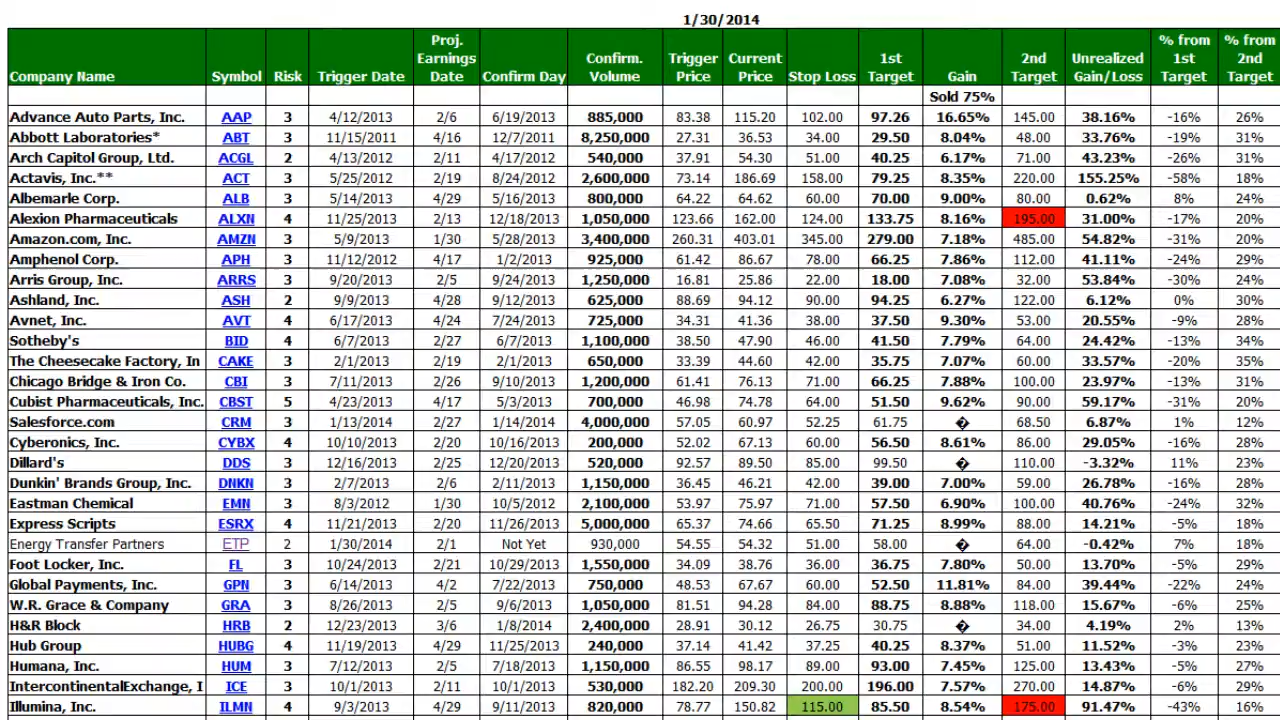 1/30/2014
Company Name Symbol Risk Trigger Date Proj. Earnings Date Confirm Day Confirm. Volume Trigger Price Current Price Stop Loss 1st Target Gain 2nd Target Unrealized Gain/Loss % from 1st Target % from 2nd Target
Sold 75%
Advance Auto Parts, Inc. AAP 3 4/12/2013 2/6 6/19/2013 885,000 83.38 115.20 102.00 97.26 16.65% 145.00 38.16% -16% 26%
Abbott Laboratories* ABT 3 11/15/2011 4/16 12/7/2011 8,250,000 27.31 36.53 34.00 29.50 8.04% 48.00 33.76% -19% 31%
Arch Capitol Group, Ltd. ACGL 2 4/13/2012 2/11 4/17/2012 540,000 37.91 54.30 51.00 40.25 6.17% 71.00 43.23% -26% 31%
Actavis, Inc.** ACT 3 5/25/2012 2/19 8/24/2012 2,600,000 73.14 186.69 158.00 79.25 8.35% 220.00 155.25% -58% 18%
Albemarle Corp. ALB 3 5/14/2013 4/29 5/16/2013 800,000 64.22 64.62 60.00 70.00 9.00% 80.00 0.62% 8% 24%
Alexion Pharmaceuticals ALXN 4 11/25/2013 2/13 12/18/2013 1,050,000 123.66 162.00 124.00 133.75 8.16% 195.00 31.00% -17% 20%
Amazon.com, Inc. AMZN 3 5/9/2013 1/30 5/28/2013 3,400,000 260.31 403.01 345.00 279.00 7.18% 485.00 54.82% -31% 20%
Amphenol Corp. APH 3 11/12/2012 4/17 1/2/2013 925,000 61.42 86.67 78.00 66.25 7.86% 112.00 41.11% -24% 29%
Arris Group, Inc. ARRS 3 9/20/2013 2/5 9/24/2013 1,250,000 16.81 25.86 22.00 18.00 7.08% 32.00 53.84% -30% 24%
Ashland, Inc. ASH 2 9/9/2013 4/28 9/12/2013 625,000 88.69 94.12 90.00 94.25 6.27% 122.00 6.12% 0% 30%
Avnet, Inc. AVT 4 6/17/2013 4/24 7/24/2013 725,000 34.31 41.36 38.00 37.50 9.30% 53.00 20.55% -9% 28%
Sotheby's BID 4 6/7/2013 2/27 6/7/2013 1,100,000 38.50 47.90 46.00 41.50 7.79% 64.00 24.42% -13% 34%
The Cheesecake Factory, In CAKE 3 2/1/2013 2/19 2/1/2013 650,000 33.39 44.60 42.00 35.75 7.07% 60.00 33.57% -20% 35%
Chicago Bridge & Iron Co. CBI 3 7/11/2013 2/26 9/10/2013 1,200,000 61.41 76.13 71.00 66.25 7.88% 100.00 23.97% -13% 31%
Cubist Pharmaceuticals, Inc. CBST 5 4/23/2013 4/17 5/3/2013 700,000 46.98 74.78 64.00 51.50 9.62% 90.00 59.17% -31% 20%
Salesforce.com CRM 3 1/13/2014 2/27 1/14/2014 4,000,000 57.05 60.97 52.25 61.75 � 68.50 6.87% 1% 12%
Cyberonics, Inc. CYBX 4 10/10/2013 2/20 10/16/2013 200,000 52.02 67.13 60.00 56.50 8.61% 86.00 29.05% -16% 28%
Dillard's DDS 3 12/16/2013 2/25 12/20/2013 520,000 92.57 89.50 85.00 99.50 � 110.00 -3.32% 11% 23%
Dunkin' Brands Group, Inc. DNKN 3 2/7/2013 2/6 2/11/2013 1,150,000 36.45 46.21 42.00 39.00 7.00% 59.00 26.78% -16% 28%
Eastman Chemical EMN 3 8/3/2012 1/30 10/5/2012 2,100,000 53.97 75.97 71.00 57.50 6.90% 100.00 40.76% -24% 32%
Express Scripts ESRX 4 11/21/2013 2/20 11/26/2013 5,000,000 65.37 74.66 65.50 71.25 8.99% 88.00 14.21% -5% 18%
Energy Transfer Partners ETP 2 1/30/2014 2/1 Not Yet 930,000 54.55 54.32 51.00 58.00 � 64.00 -0.42% 7% 18%
Foot Locker, Inc. FL 3 10/24/2013 2/21 10/29/2013 1,550,000 34.09 38.76 36.00 36.75 7.80% 50.00 13.70% -5% 29%
Global Payments, Inc. GPN 3 6/14/2013 4/2 7/22/2013 750,000 48.53 67.67 60.00 52.50 11.81% 84.00 39.44% -22% 24%
W.R. Grace & Company GRA 3 8/26/2013 2/5 9/6/2013 1,050,000 81.51 94.28 84.00 88.75 8.88% 118.00 15.67% -6% 25%
H&R Block HRB 2 12/23/2013 3/6 1/8/2014 2,400,000 28.91 30.12 26.75 30.75 � 34.00 4.19% 2% 13%
Hub Group HUBG 4 11/19/2013 4/29 11/25/2013 240,000 37.14 41.42 37.25 40.25 8.37% 51.00 11.52% -3% 23%
Humana, Inc. HUM 3 7/12/2013 2/5 7/18/2013 1,150,000 86.55 98.17 89.00 93.00 7.45% 125.00 13.43% -5% 27%
IntercontinentalExchange, I ICE 3 10/1/2013 2/11 10/1/2013 530,000 182.20 209.30 200.00 196.00 7.57% 270.00 14.87% -6% 29%
Illumina, Inc. ILMN 4 9/3/2013 4/29 9/11/2013 820,000 78.77 150.82 115.00 85.50 8.54% 175.00 91.47% -43% 16%